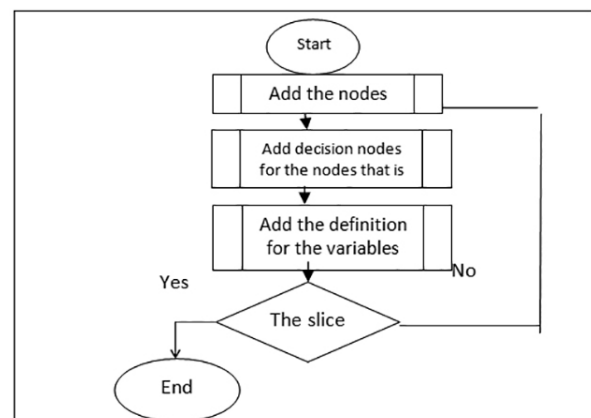 Start
Add the nodes
Add decision nodes
for the nodes that is
Add the definition
for the variables
No
Yes
The slice
End